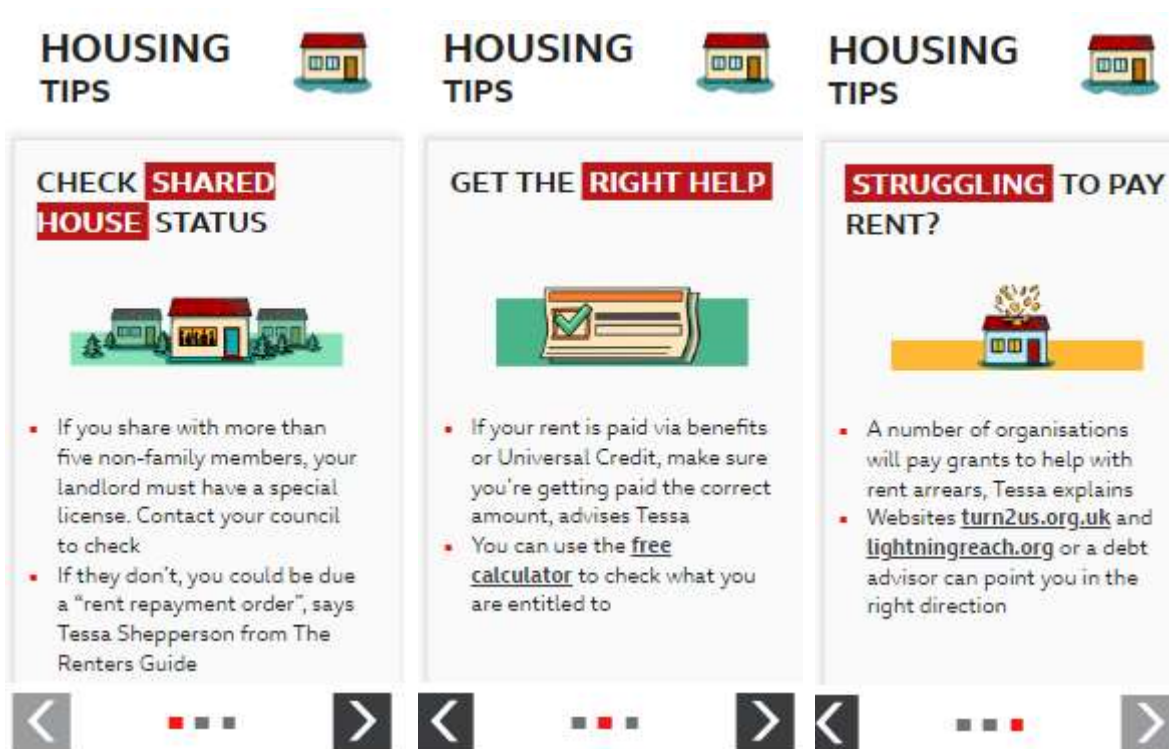 HOUSING
TIPS
CHECK SHARED
HOUSE STATUS
If you share with more than
five non-family members, your
landlord must have a special
license. Contact your council
to check
If they don't, you could be due
a "rent repayment order", says
Tessa Shepperson from The
Renters Guide
HOUSING
TIPS
GET THE RIGHT HELP
If your rent is paid via benefits
or Universal Credit, make sure
you're getting paid the correct
amount, advises Tessa
You can use the free
calculator to check what you
are entitled to
HOUSING
TIPS
STRUGGLING TO PAY
RENT?
A number of organisations
will pay grants to help with
rent arrears, Tessa explains
Websites turn2us.org.uk and
lightningreach.org or a debt
advisor can point you in the
right direction